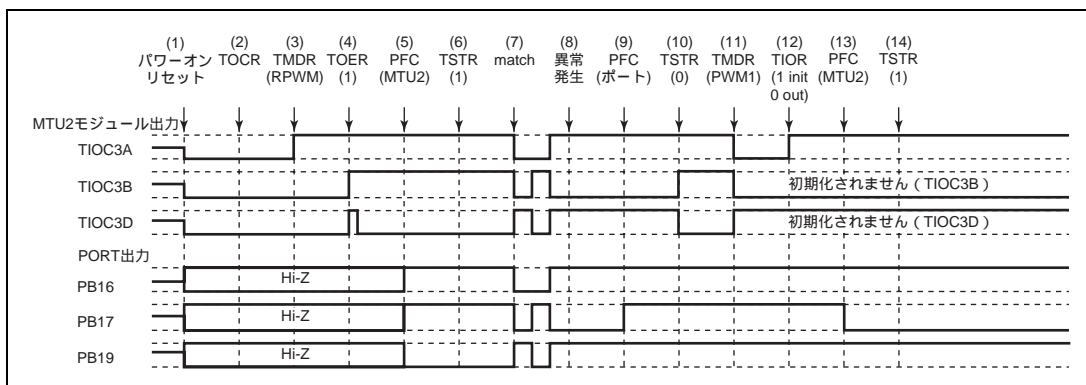 (1) (2) (3) (4) (5) (6) (7) (8) (9) (10) (11) (12) (13) (14)
パワーオン TOCR TMDR TOER PFC TSTR match 異常 PFC TSTR TMDR TIOR PFC TSTR
リセット (RPWM) (1) (MTU2) (1) 発生 (ポート) (0) (PWM1) (1 init (MTU2) (1)
0 out)
MTU2モジュール出力
TIOC3A
TIOC3B 初期化されません（TIOC3B）
TIOC3D 初期化されません（TIOC3D）
PORT出力
PB16 Hi-Z
PB17 Hi-Z
PB19 Hi-Z